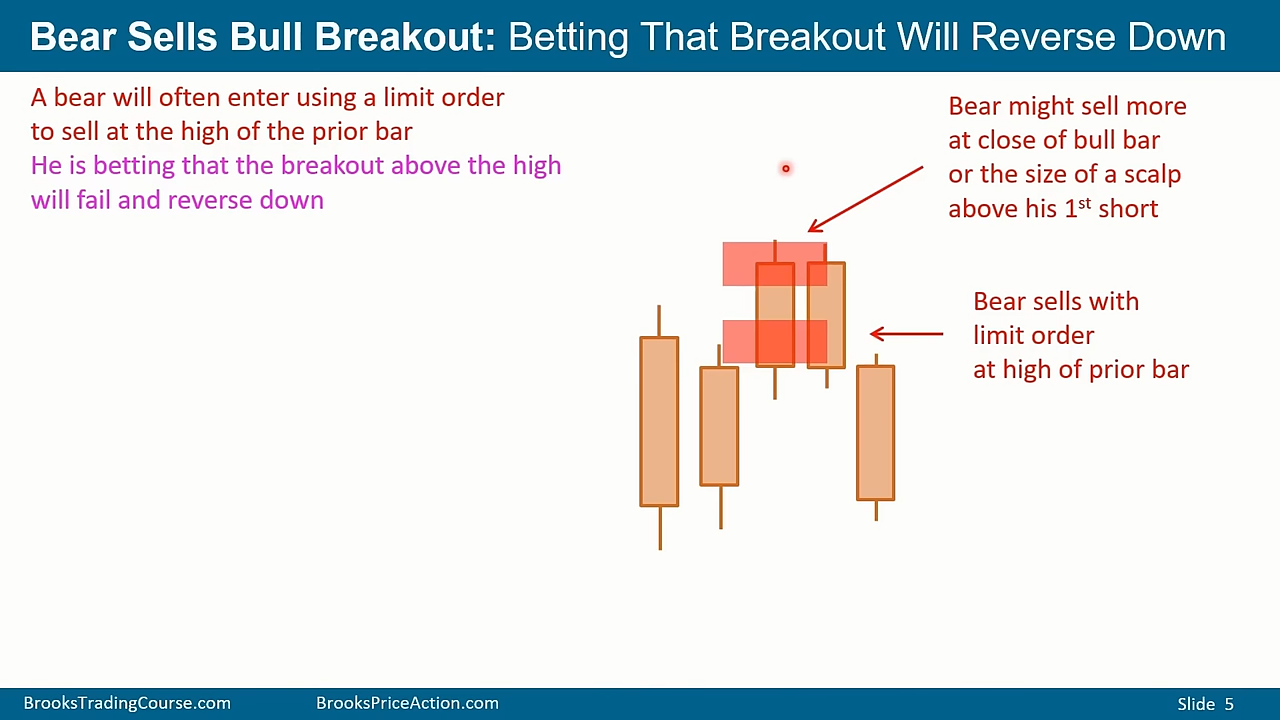 Bear Sells Bull Breakout: Betting That Breakout Will Reverse Down
A bear will often enter using a limit order
to sell at the high of the prior bar
He is betting that the breakout above the high
will fail and reverse down
Bear might sell more
at close of bull bar
or the size of a scalp
above his 1st short
Bear sells with
limit order
at high of prior bar
BrooksTradingCourse.com
BrooksPriceAction.com
Slide 5